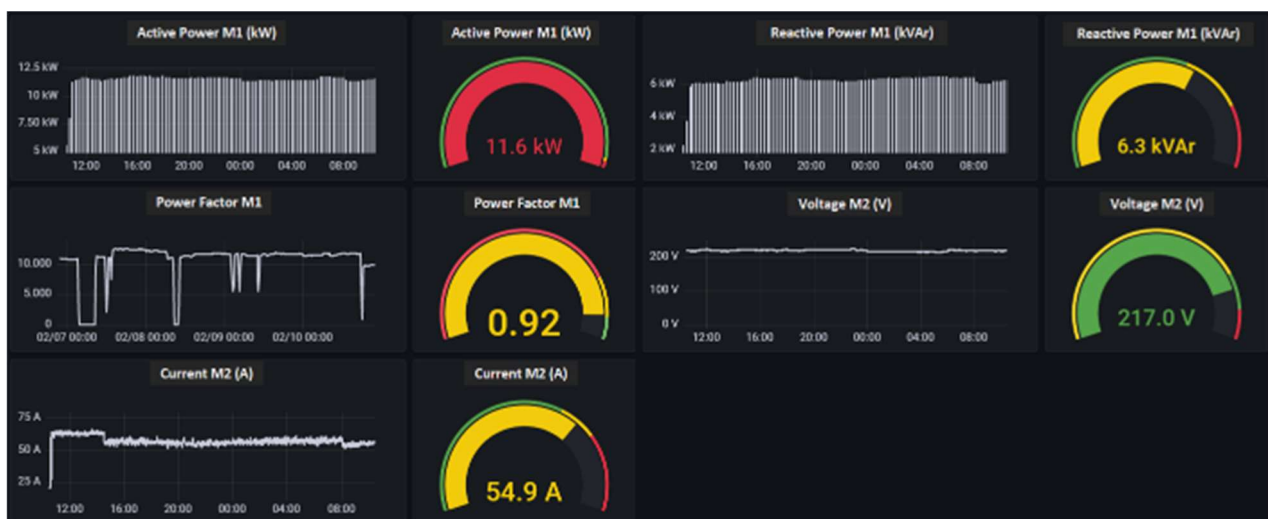 Active Power M1 (kW)
12.5 kW
10 kW
7.50 kW
5 kW
12:00 16:00 20:00 00:00 04:00 08:00
Active Power M1 (kW)
11.6 kW
Reactive Power M1 (kVAr)
6 kW
4 kW
2 kW
12:00 16:00 20:00 00:00 04:00 08:00
Reactive Power M1 (kVAr)
6.3 kVAr
Power Factor M1
10.000
5.000
0
02/07 00:00 02/08 00:00 02/09 00:00 02/10 00:00
Power Factor M1
0.92
Voltage M2 (V)
200 V
100 V
0 V
12:00 16:00 20:00 00:00 04:00 08:00
Voltage M2 (V)
217.0 V
Current M2 (A)
75 A
50 A
25 A
12:00 16:00 20:00 00:00 04:00 08:00
Current M2 (A)
54.9 A